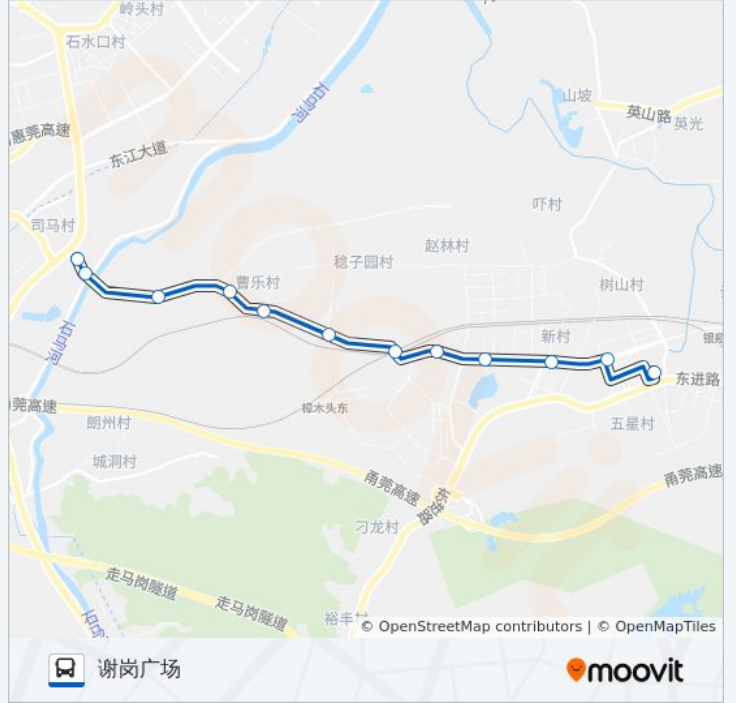 岭头村
石水口村
石马河
山坡
英山路
英光
惠莞高速
东江大道
吓村
司马村
赵林村
稔子园村
曹乐村
树山村
石马河
新村
银
樟木头东
东进路
莞高速
朗州村
五星村
城洞村
甬莞高速
甬莞高速
东进路
刁龙村
走马岗隧道
走马岗隧道
裕丰村
© OpenStreetMap contributors | © OpenMapTiles
谢岗广场
moovit